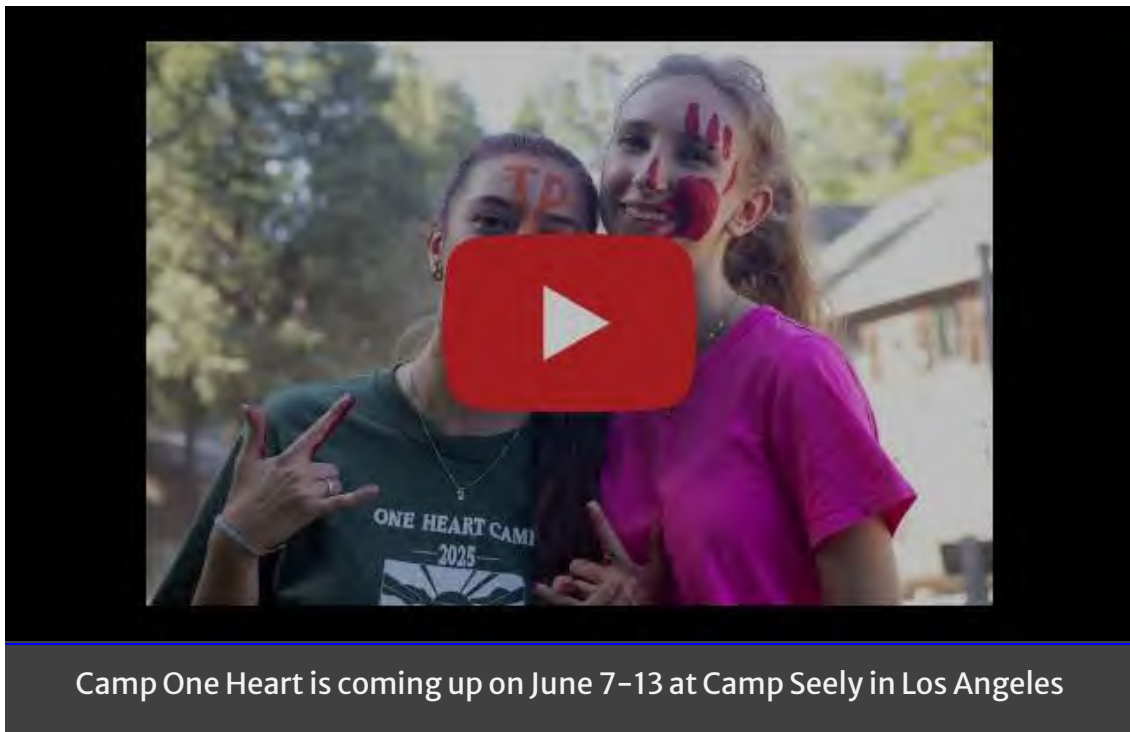 TP
ONE HEART CAMP
2025
Camp One Heart is coming up on June 7-13 at Camp Seely in Los Angeles